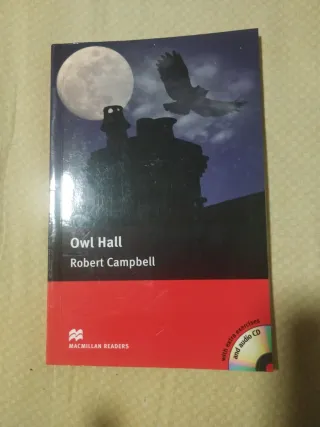 Owl Hall
Robert Campbell
MACMILLAN READERS
with extra exercises
and audio CD